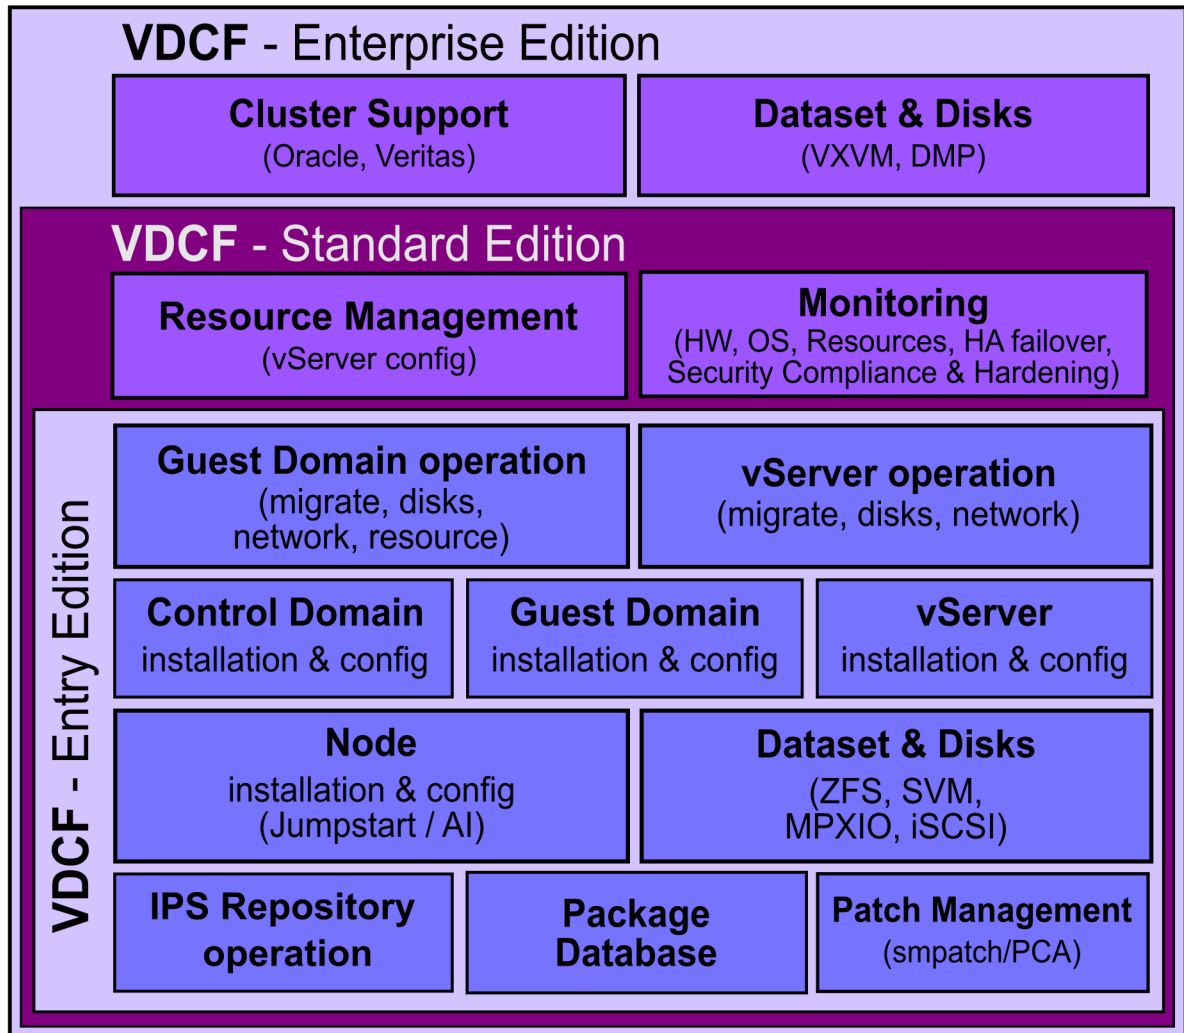 VDCF - Enterprise Edition
Cluster Support
(Oracle, Veritas)
Dataset & Disks
(VXVM, DMP)
VDCF - Standard Edition
Resource Management
(vServer config)
Monitoring
(HW, OS, Resources, HA failover,
Security Compliance & Hardening)
VDCF - Entry Edition
Guest Domain operation
(migrate, disks,
network, resource)
vServer operation
(migrate, disks, network)
Control Domain
installation & config
Guest Domain
installation & config
vServer
installation & config
Node
installation & config
(Jumpstart / AI)
Dataset & Disks
(ZFS, SVM,
MPXIO, iSCSI)
IPS Repository
operation
Package
Database
Patch Management
(smpatch/PCA)